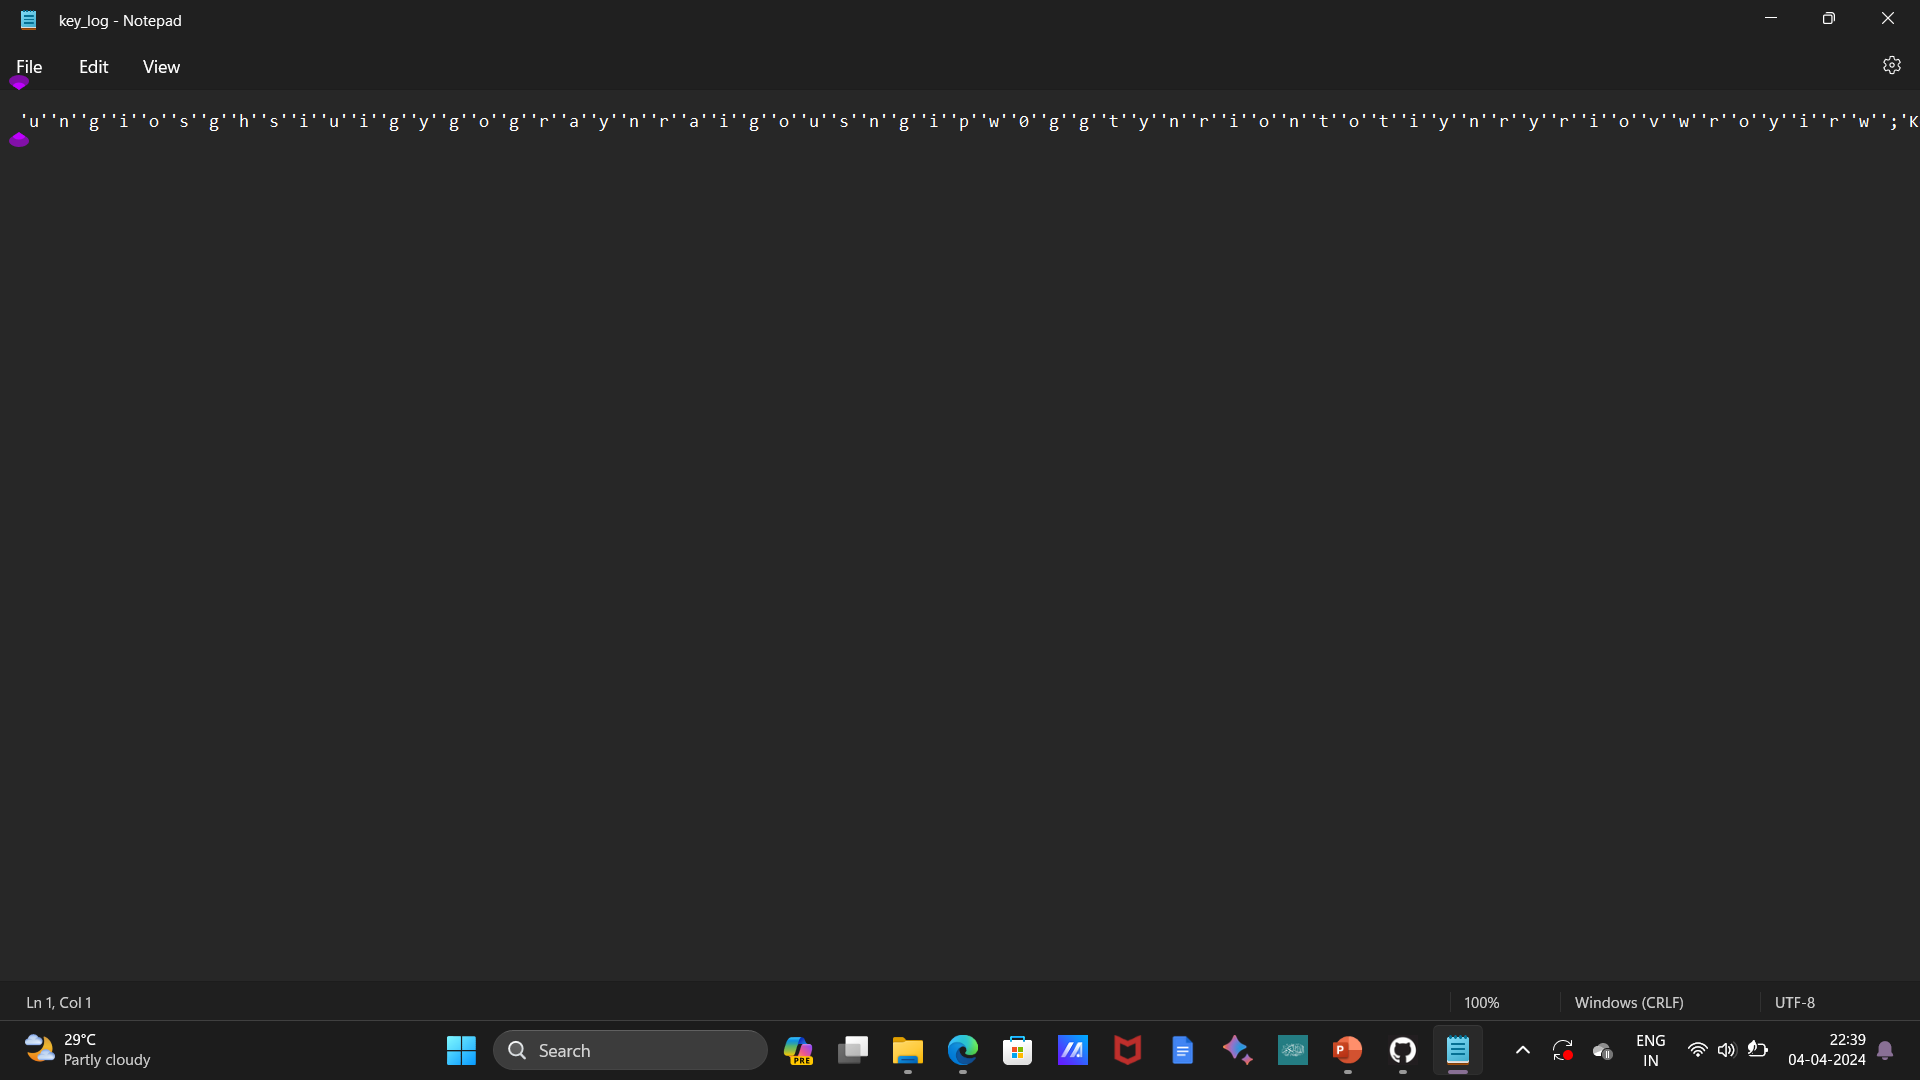 key_log - Notepad
File Edit View
'u''n''g''i''o''s''g''h''s''i''u''i''g''y''g''o''g''r''a''y''n''r''a''i''g''o''u''s''n''g''i''p''w''0''g''g''t''y''n''r''i''o''n''t''o''t''i''y''n''r''y''r''i''o''v''w''r''o''y''i''r''w'';'K
Ln 1, Col 1 100% Windows (CRLF) UTF-8
29°C
Partly cloudy
Search
PRE
ENG
IN
22:39
04-04-2024